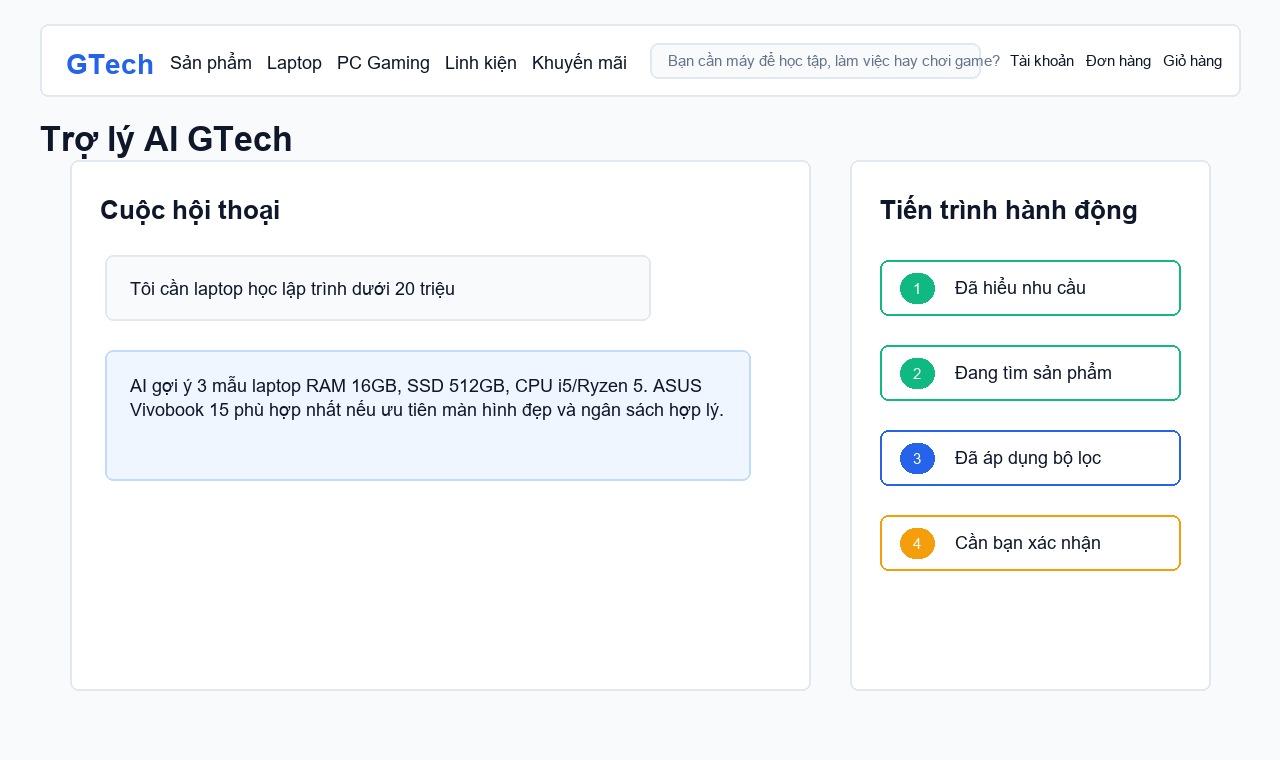 GTech Sản phẩm Laptop PC Gaming Linh kiện Khuyến mãi Bạn cần máy để học tập, làm việc hay chơi game? Tài khoản Đơn hàng Giỏ hàng
Trợ lý AI GTech
Cuộc hội thoại
Tôi cần laptop học lập trình dưới 20 triệu
AI gợi ý 3 mẫu laptop RAM 16GB, SSD 512GB, CPU i5/Ryzen 5. ASUS
Vivobook 15 phù hợp nhất nếu ưu tiên màn hình đẹp và ngân sách hợp lý.
Tiến trình hành động
1 Đã hiểu nhu cầu
2 Đang tìm sản phẩm
3 Đã áp dụng bộ lọc
4 Cần bạn xác nhận